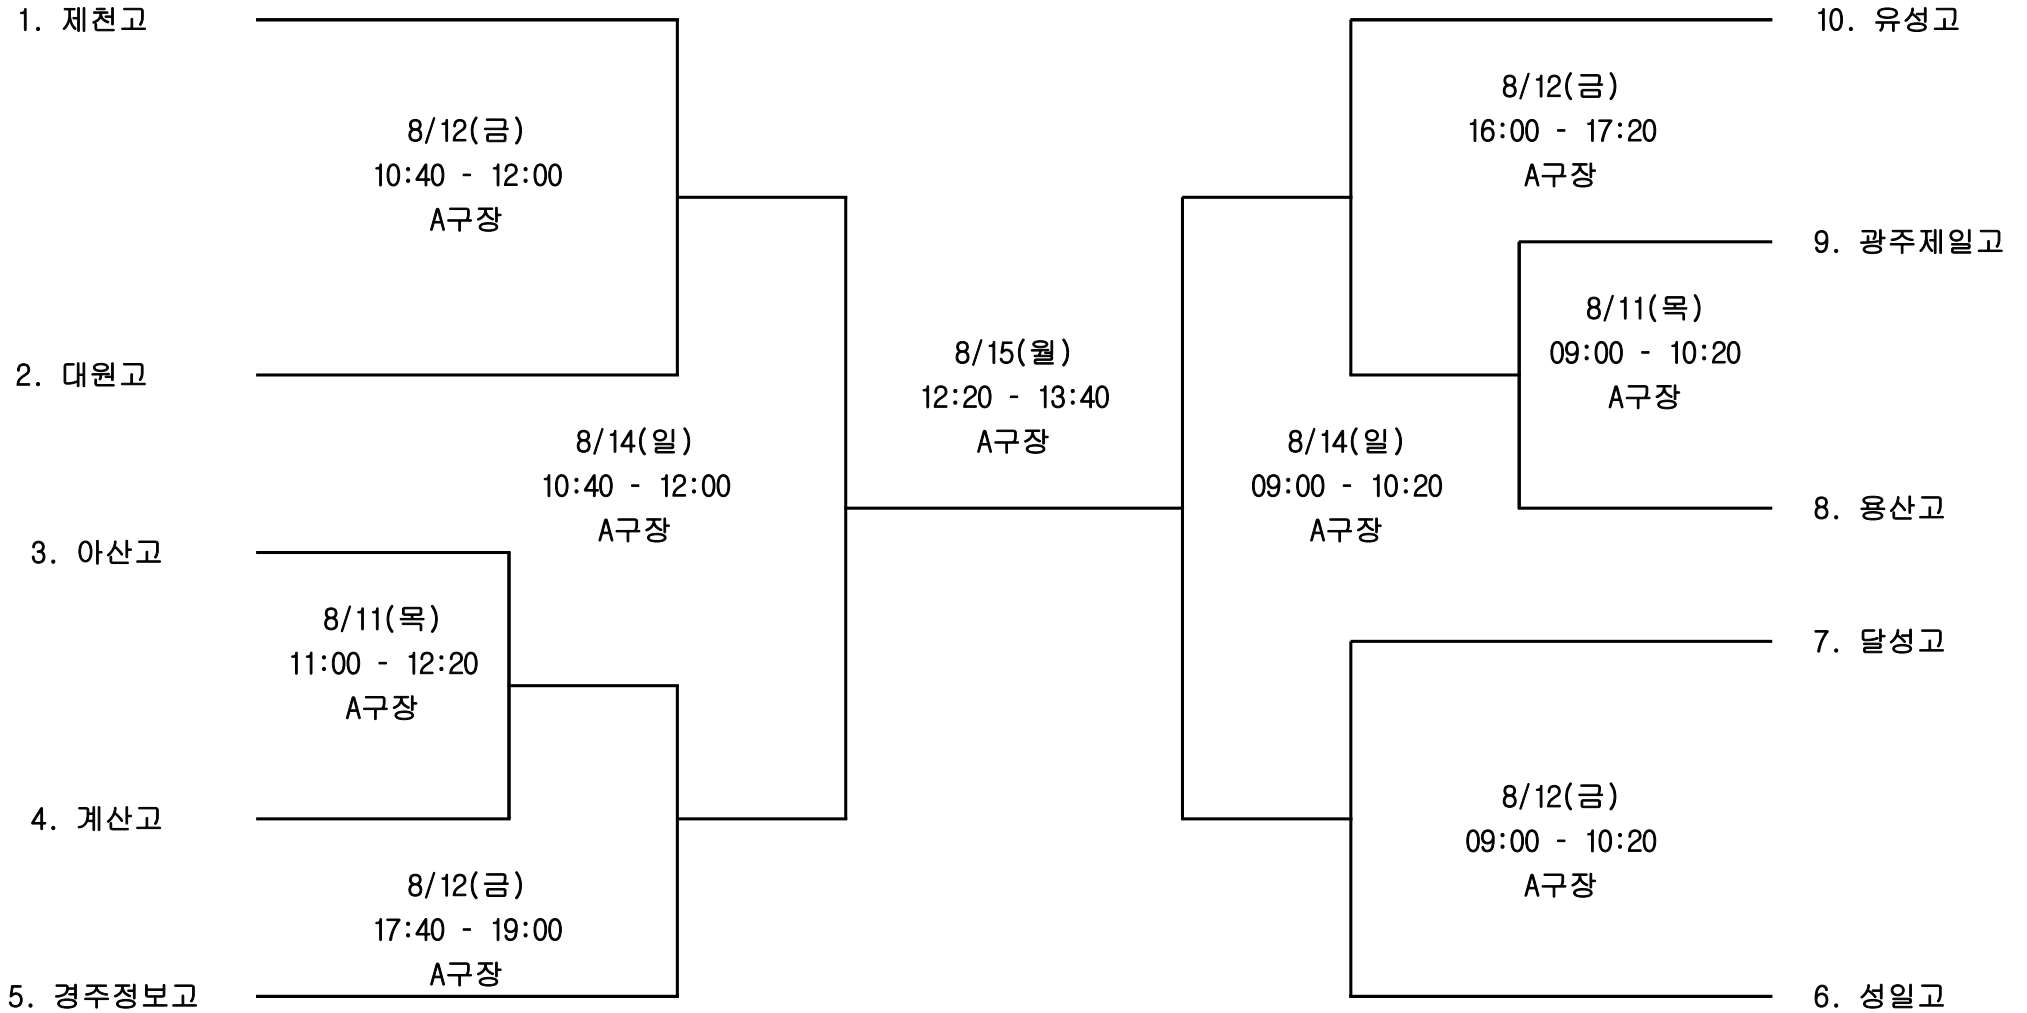 1. 제천고
8/12(금)
10:40 - 12:00
A구장
2. 대원고
8/14(일)
10:40 - 12:00
A구장
3. 아산고
8/11(목)
11:00 - 12:20
A구장
4. 계산고
8/12(금)
17:40 - 19:00
A구장
5. 경주정보고
8/15(월)
12:20 - 13:40
A구장
10. 유성고
8/12(금)
16:00 - 17:20
A구장
9. 광주제일고
8/11(목)
09:00 - 10:20
A구장
8/14(일)
09:00 - 10:20
A구장
8. 용산고
7. 달성고
8/12(금)
09:00 - 10:20
A구장
6. 성일고